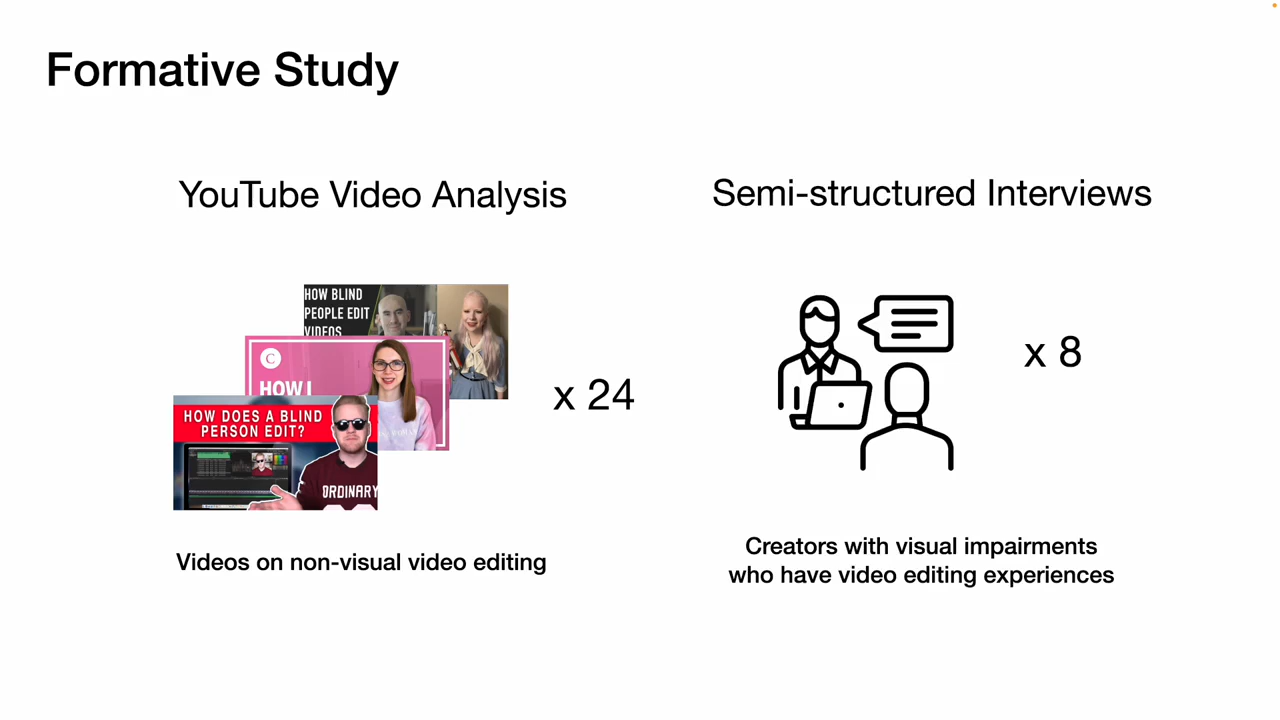 Formative Study
YouTube Video Analysis
HOW BLIND
PEOPLE EDIT
VIDEOS
C
HOW I
HOW DOES A BLIND
PERSON EDIT?
ORDINARY
x 24
Videos on non-visual video editing
Semi-structured Interviews
x 8
Creators with visual impairments
who have video editing experiences